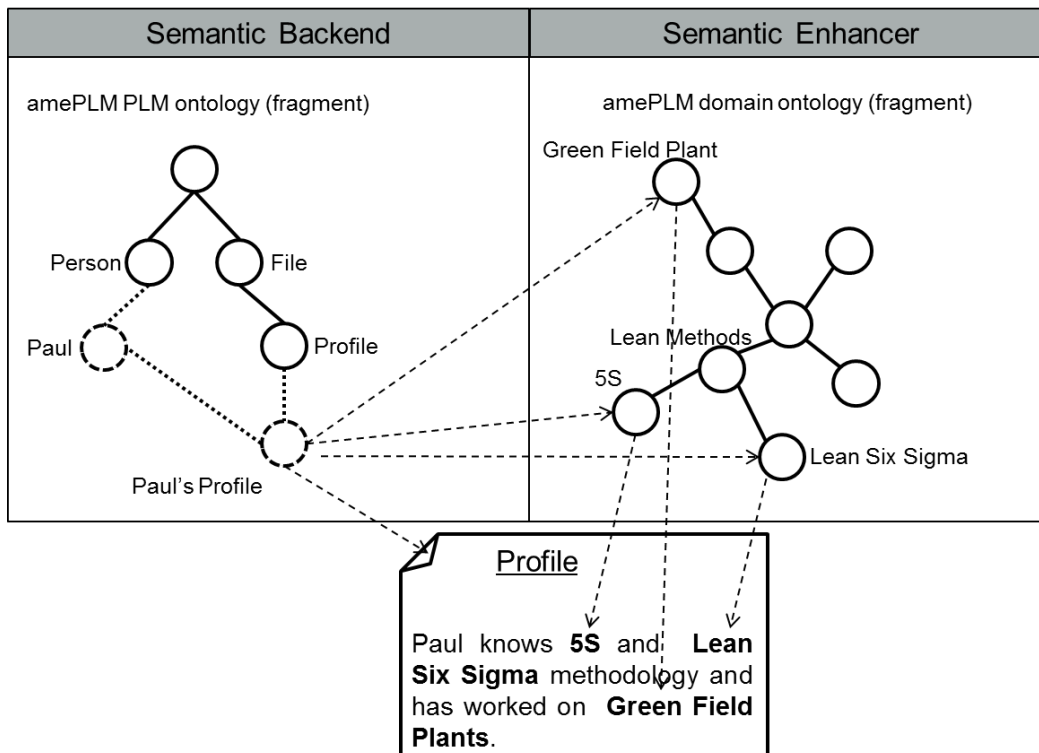 Semantic Backend
Semantic Enhancer
amePLM PLM ontology (fragment)
amePLM domain ontology (fragment)
Green Field Plant
Person
File
Paul
Profile
Lean Methods
5S
Paul's Profile
Lean Six Sigma
Profile
Paul knows 5S and Lean
Six Sigma methodology and
has worked on Green Field
Plants.